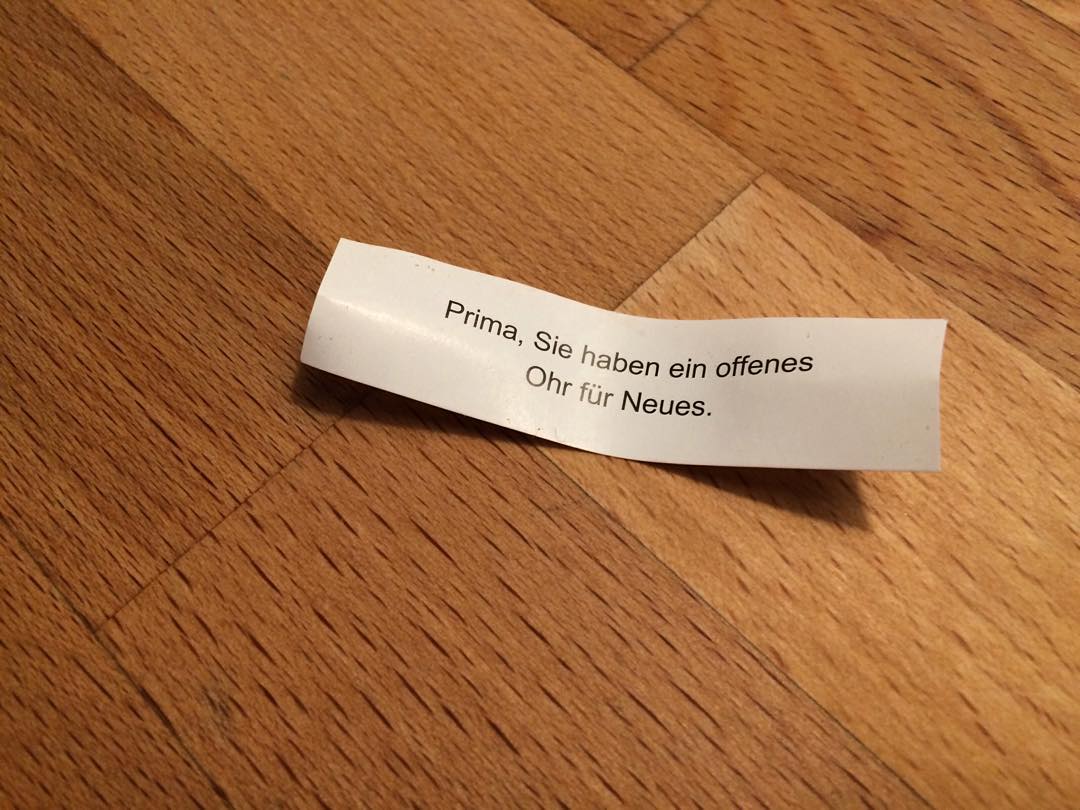 Prima, Sie haben ein offenes
Ohr für Neues.